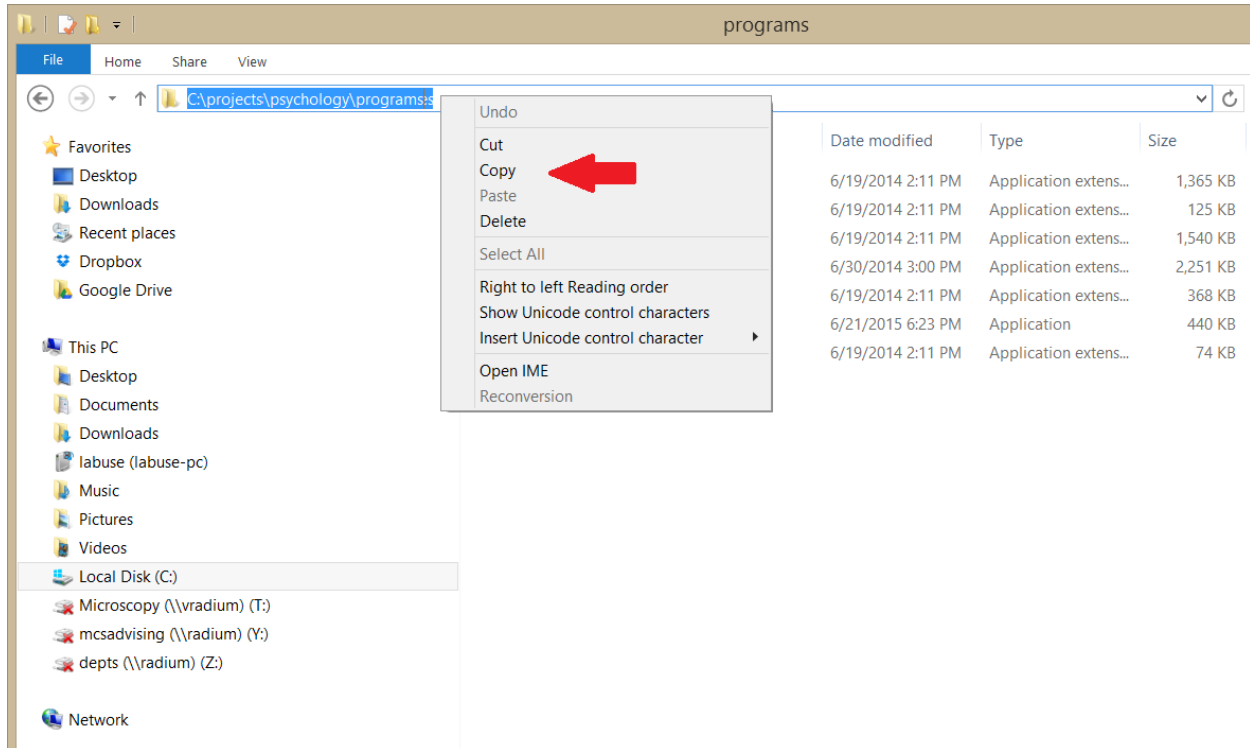 programs
File Home Share View
C:\projects\psychology\programs
Undo
Cut
Copy
Paste
Delete
Select All
Right to left Reading order
Show Unicode control characters
Insert Unicode control character
Open IME
Reconversion
Favorites
Desktop
Downloads
Recent places
Dropbox
Google Drive
This PC
Desktop
Documents
Downloads
labuse (labuse-pc)
Music
Pictures
Videos
Local Disk (C:)
Microscopy (\\vradium) (T:)
mcsadvising (\\radium) (Y:)
depts (\\radium) (Z:)
Network
Date modified Type Size
6/19/2014 2:11 PM Application extens... 1,365 KB
6/19/2014 2:11 PM Application extens... 125 KB
6/19/2014 2:11 PM Application extens... 1,540 KB
6/30/2014 3:00 PM Application extens... 2,251 KB
6/19/2014 2:11 PM Application extens... 368 KB
6/21/2015 6:23 PM Application 440 KB
6/19/2014 2:11 PM Application extens... 74 KB